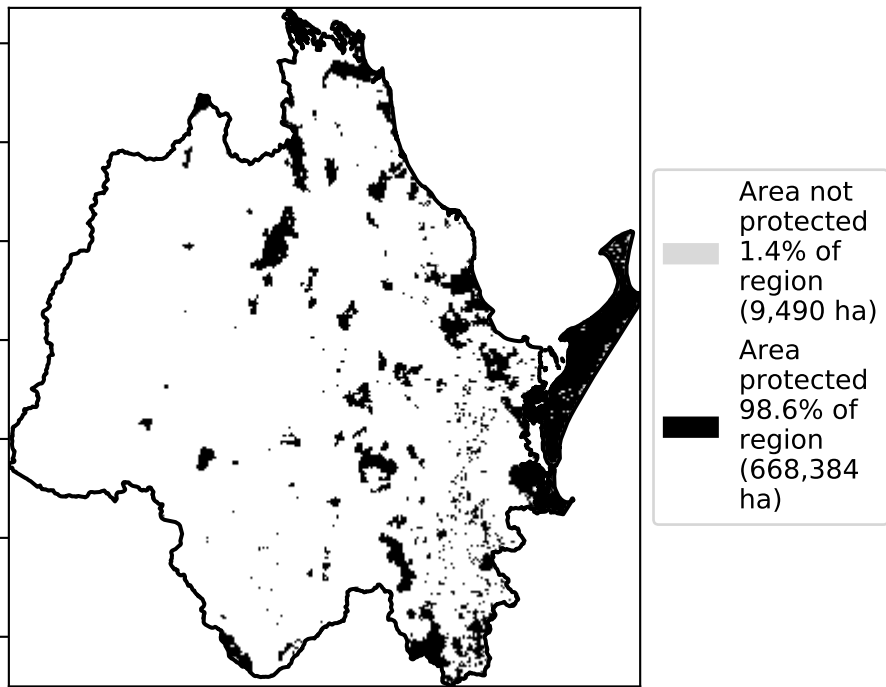 Area not
protected
1.4% of
region
(9,490 ha)
Area
protected
98.6% of
region
(668,384
ha)